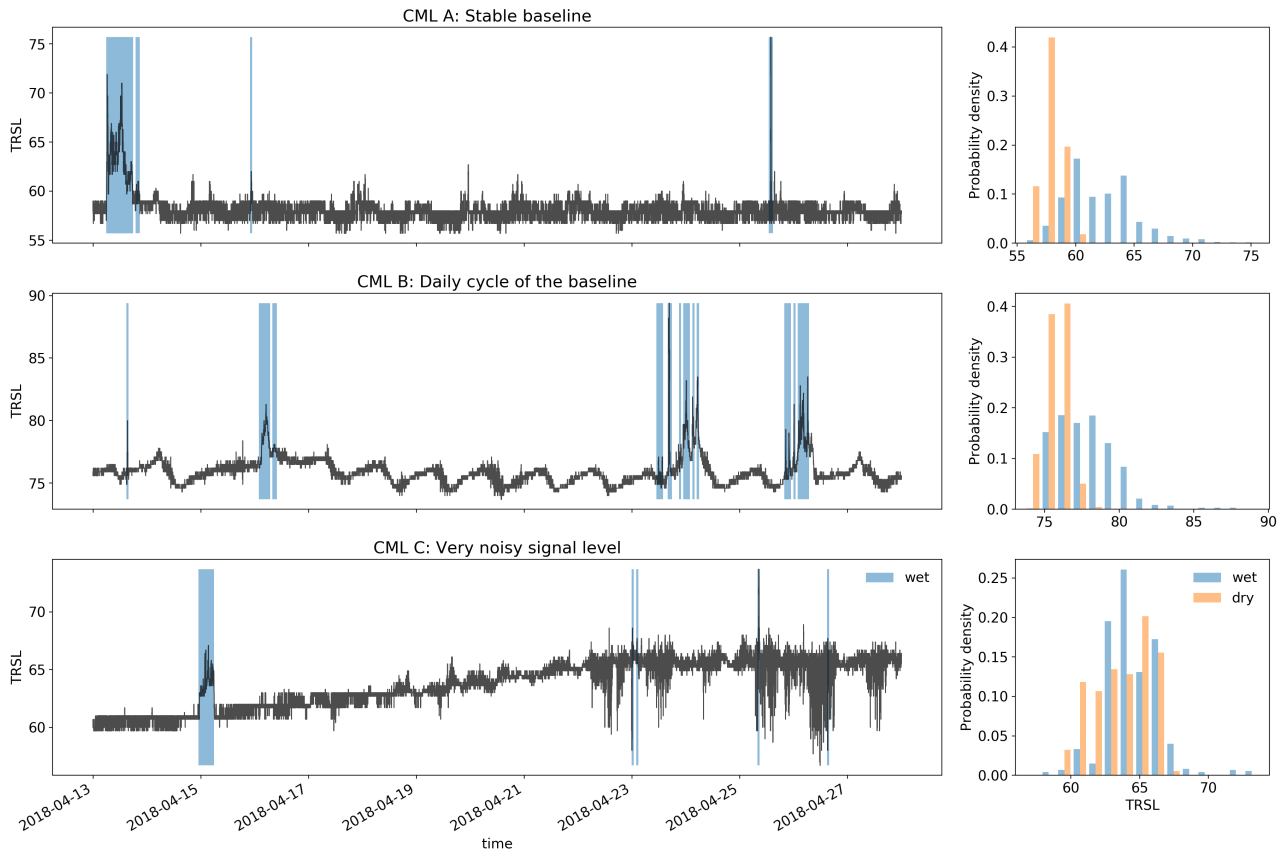 CML A: Stable baseline
TRSL
75
70
65
60
55
Probability density
0.4
0.3
0.2
0.1
0.0
55 60 65 70 75
CML B: Daily cycle of the baseline
TRSL
90
85
80
75
Probability density
0.4
0.3
0.2
0.1
0.0
75 80 85 90
CML C: Very noisy signal level
wet
TRSL
70
65
60
2018-04-13 2018-04-15 2018-04-17 2018-04-19 2018-04-21 2018-04-23 2018-04-25 2018-04-27
time
Probability density
0.25
0.20
0.15
0.10
0.05
0.00
wet
dry
60 65 70
TRSL